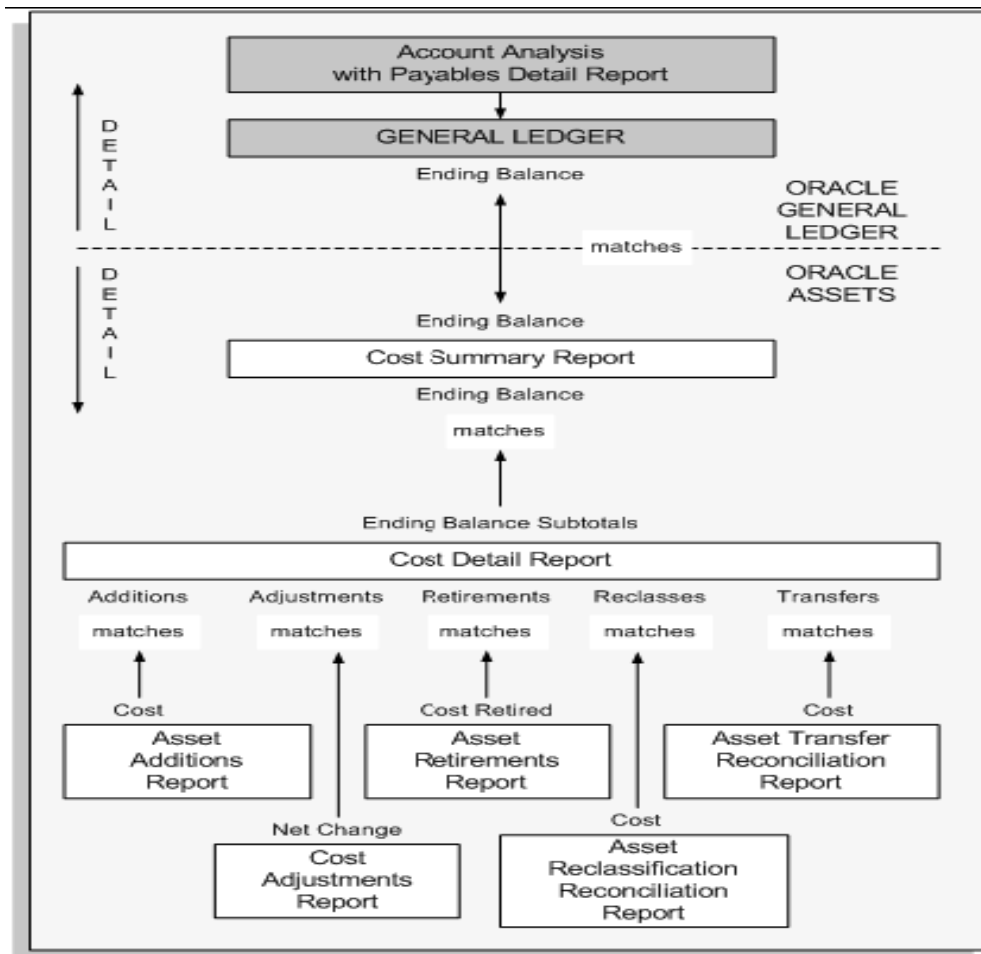 Account Analysis
with Payables Detail Report
GENERAL LEDGER
Ending Balance
DETAIL
ORACLE
GENERAL
LEDGER
matches
DETAIL
ORACLE
ASSETS
Ending Balance
Cost Summary Report
Ending Balance
matches
Ending Balance Subtotals
Cost Detail Report
Additions Adjustments Retirements Reclasses Transfers
matches matches matches matches matches
Cost Cost Retired Cost
Asset
Additions
Report
Asset
Retirements
Report
Asset Transfer
Reconciliation
Report
Net Change
Cost
Adjustments
Report
Cost
Asset
Reclassification
Reconciliation
Report